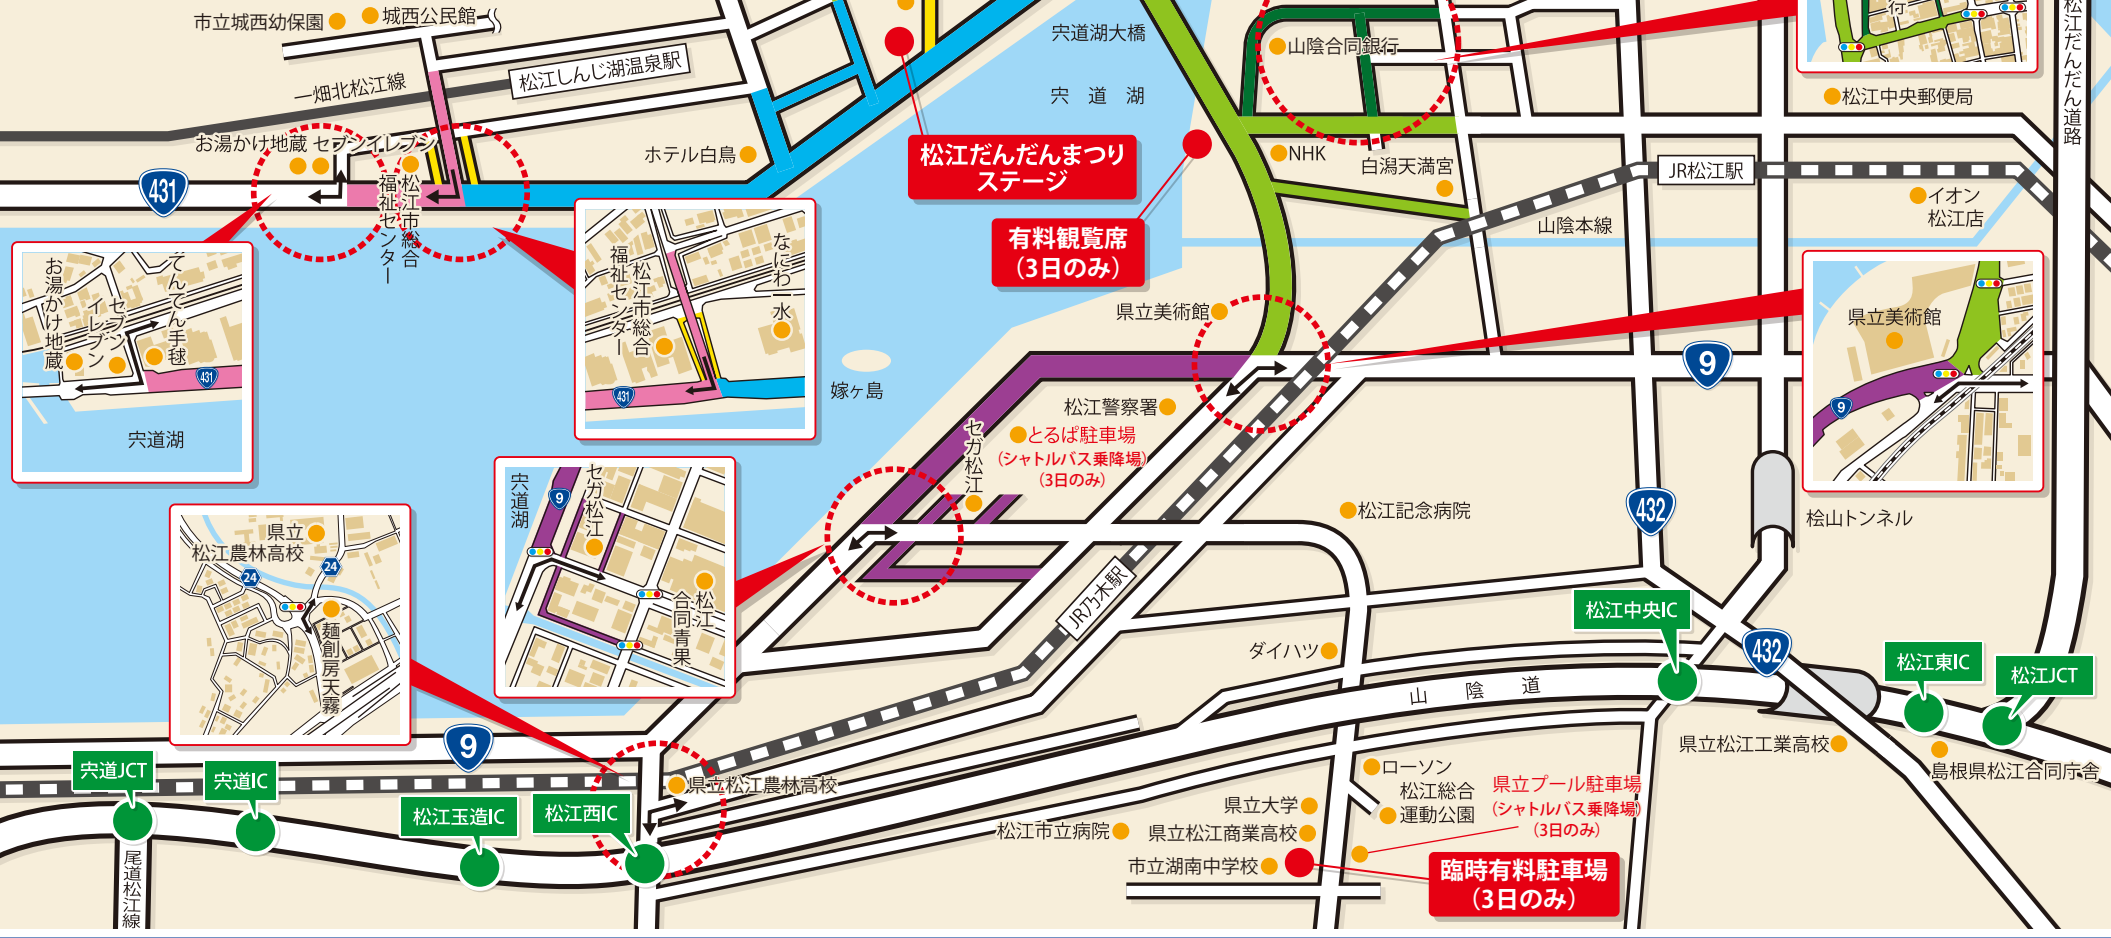 市立城西幼保園
城西公民館
一畑北松江線
松江しんじ湖温泉駅
お湯かけ地蔵
セブンイレブン
431
松江市総合
福祉センター
ホテル白鳥
宍道湖大橋
宍道湖
松江だんだんまつり
ステージ
有料観覧席
（3日のみ）
山陰合同銀行
NHK
白潟天満宮
山陰本線
JR松江駅
松江中央郵便局
行
松江だんだん道路
イオン
松江店
お湯かけ地蔵
セブン
イレブン
てんてん手毬
431
宍道湖
松江市総合
福祉センター
なにわ一水
431
嫁ヶ島
県立美術館
松江警察署
とるぱ駐車場
（シャトルバス乗降場）
（3日のみ）
セガ松江
9
県立美術館
9
432
桧山トンネル
松江記念病院
宍道湖
9
セガ松江
松江
合同青果
県立
松江農林高校
24
24
麺創房天霧
JR乃木駅
ダイハツ
山陰道
松江中央IC
432
松江東IC
松江JCT
9
宍道JCT
宍道IC
松江玉造IC
松江西IC
県立松江農林高校
尾道松江線
松江市立病院
県立大学
県立松江商業高校
市立湖南中学校
ローソン
松江総合
運動公園
県立プール駐車場
（シャトルバス乗降場）
（3日のみ）
臨時有料駐車場
（3日のみ）
県立松江工業高校
島根県松江合同庁舎